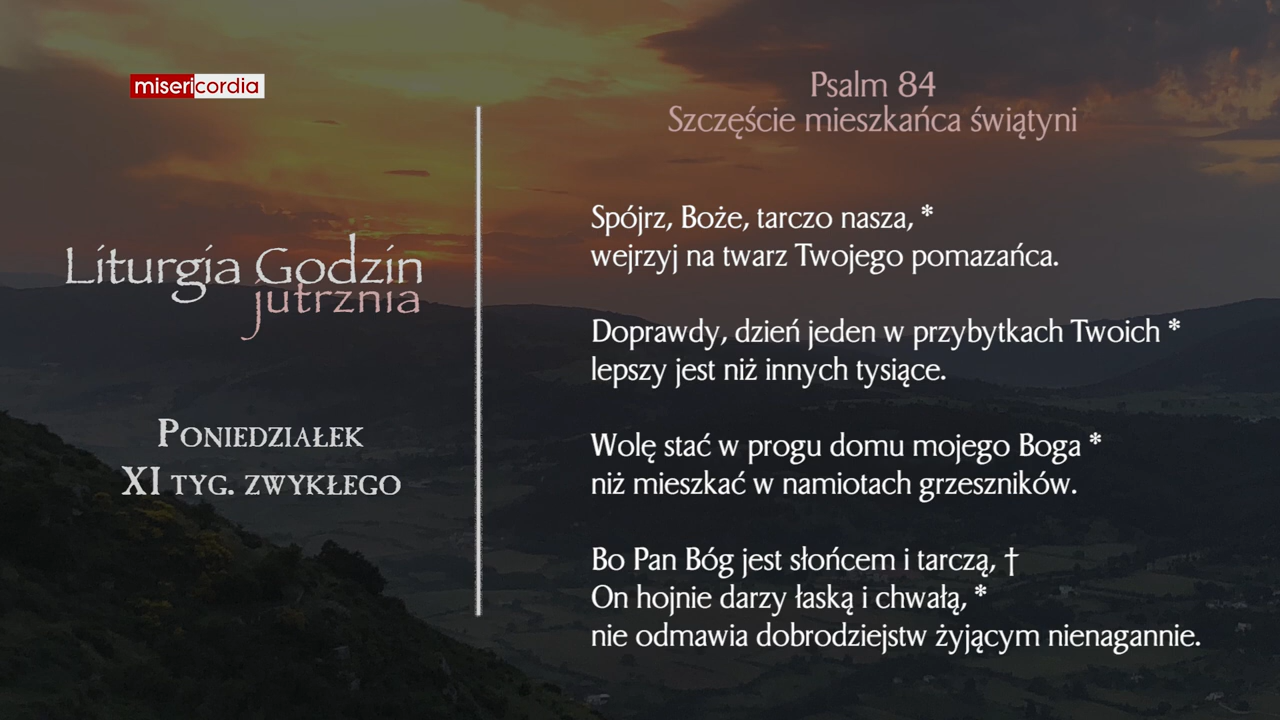 misericordia
Liturgia Godzin
jutrznia
Poniedziałek
XI tyg. zwykłego
Psalm 84
Szczęście mieszkańca świątyni
Spójrz, Boże, tarczo nasza, *
wejrzyj na twarz Twojego pomazańca.
Doprawdy, dzień jeden w przybytkach Twoich *
lepszy jest niż innych tysiące.
Wolę stać w progu domu mojego Boga *
niż mieszkać w namiotach grzeszników.
Bo Pan Bóg jest słońcem i tarczą, †
On hojnie darzy łaską i chwałą, *
nie odmawia dobrodziejstw żyjącym nienagannie.